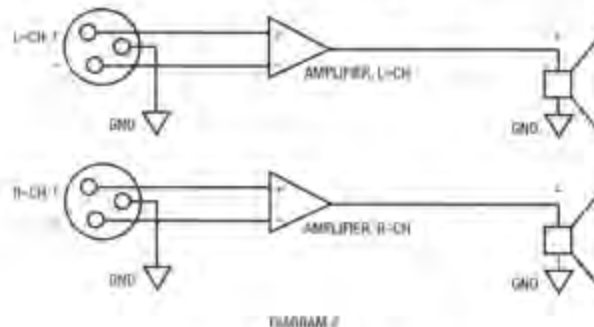 L-CH +
-
+
AMPLIFIER, L-CH
+
GND
GND
R-CH +
+
-
AMPLIFIER R-CH
GND
GND